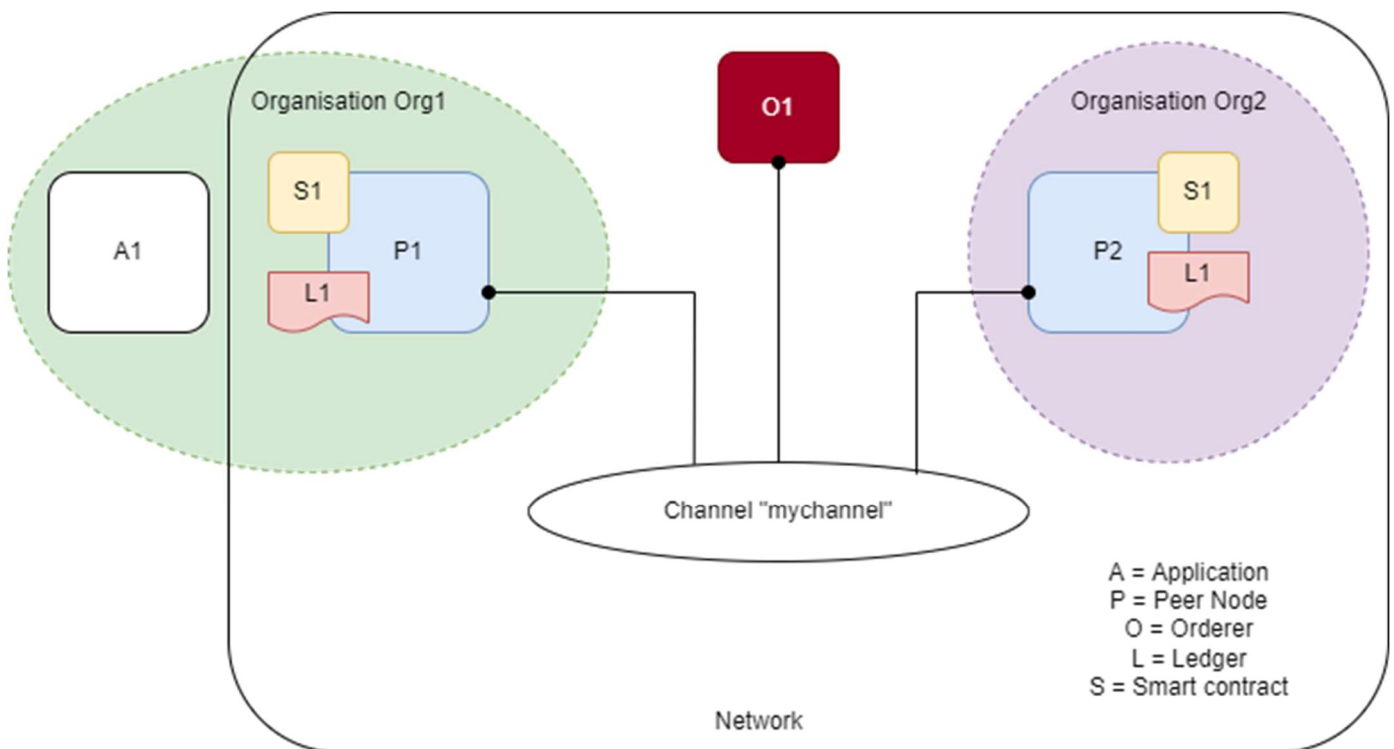 Organisation Org1
O1
Organisation Org2
S1
S1
A1
P1
P2
L1
L1
Channel "mychannel"
A = Application
P = Peer Node
O = Orderer
L = Ledger
S = Smart contract
Network